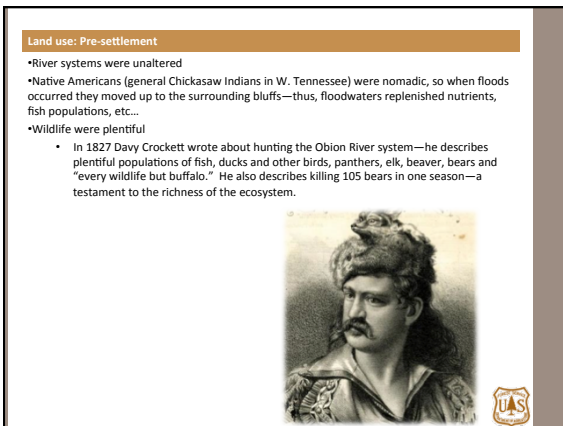 Land use: Pre-settlement
•River systems were unaltered
•Native Americans (general Chickasaw Indians in W. Tennessee) were nomadic, so when floods
occurred they moved up to the surrounding bluffs—thus, floodwaters replenished nutrients,
fish populations, etc…
•Wildlife were plentiful
• In 1827 Davy Crockett wrote about hunting the Obion River system—he describes
plentiful populations of fish, ducks and other birds, panthers, elk, beaver, bears and
“every wildlife but buffalo.” He also describes killing 105 bears in one season—a
testament to the richness of the ecosystem.
FOREST SERVICE
U S